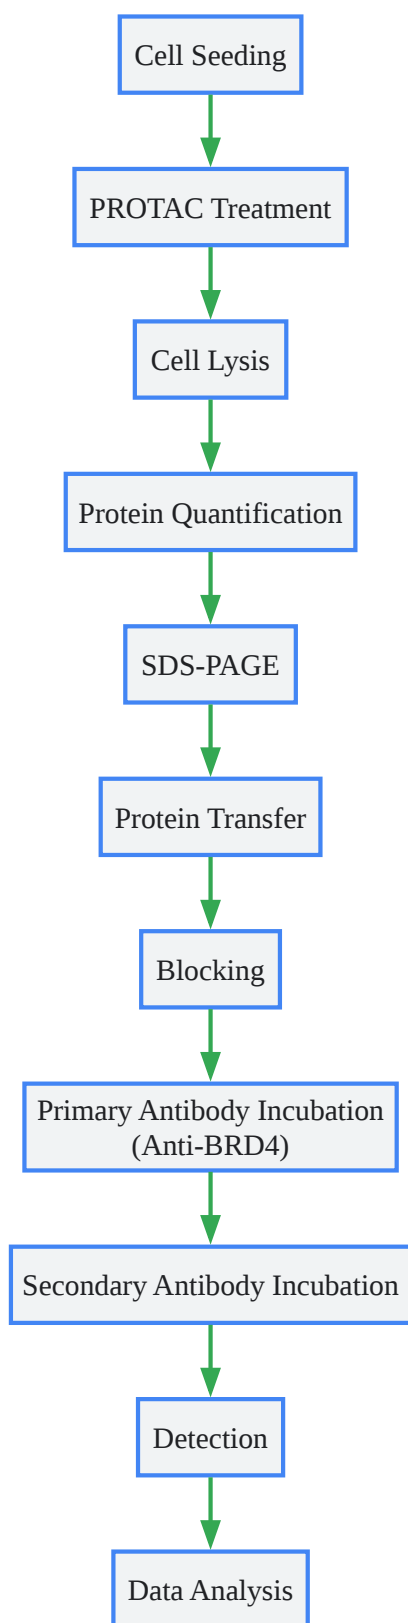 Cell Seeding
PROTAC Treatment
Cell Lysis
Protein Quantification
SDS-PAGE
Protein Transfer
Blocking
Primary Antibody Incubation
(Anti-BRD4)
Secondary Antibody Incubation
Detection
Data Analysis